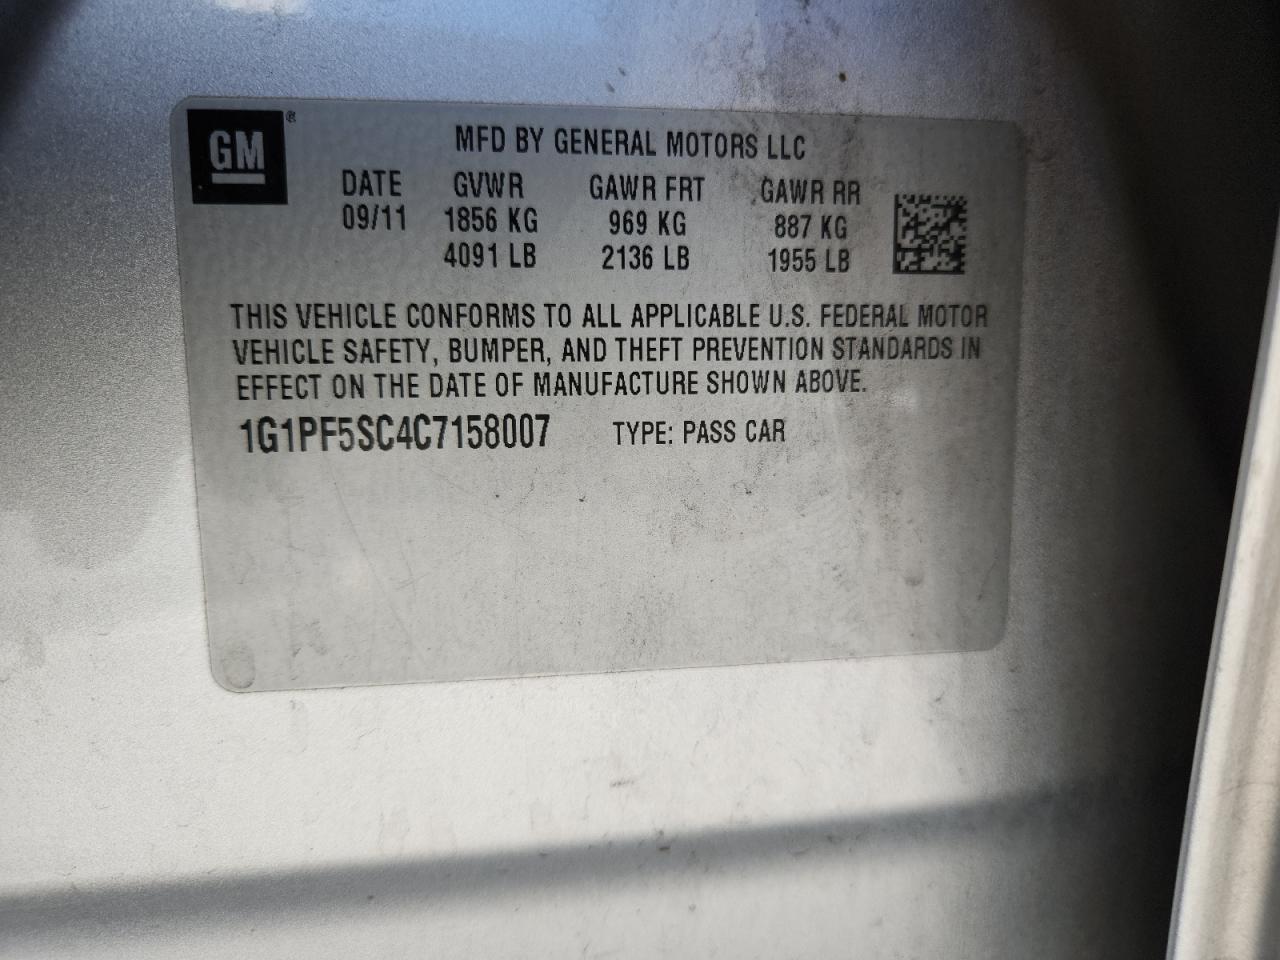 GM®
MFD BY GENERAL MOTORS LLC
DATE GVWR GAWR FRT GAWR RR
09/11 1856 KG 969 KG 887 KG
4091 LB 2136 LB 1955 LB
THIS VEHICLE CONFORMS TO ALL APPLICABLE U.S. FEDERAL MOTOR
VEHICLE SAFETY, BUMPER, AND THEFT PREVENTION STANDARDS IN
EFFECT ON THE DATE OF MANUFACTURE SHOWN ABOVE.
1G1PF5SC4C7158007 TYPE: PASS CAR